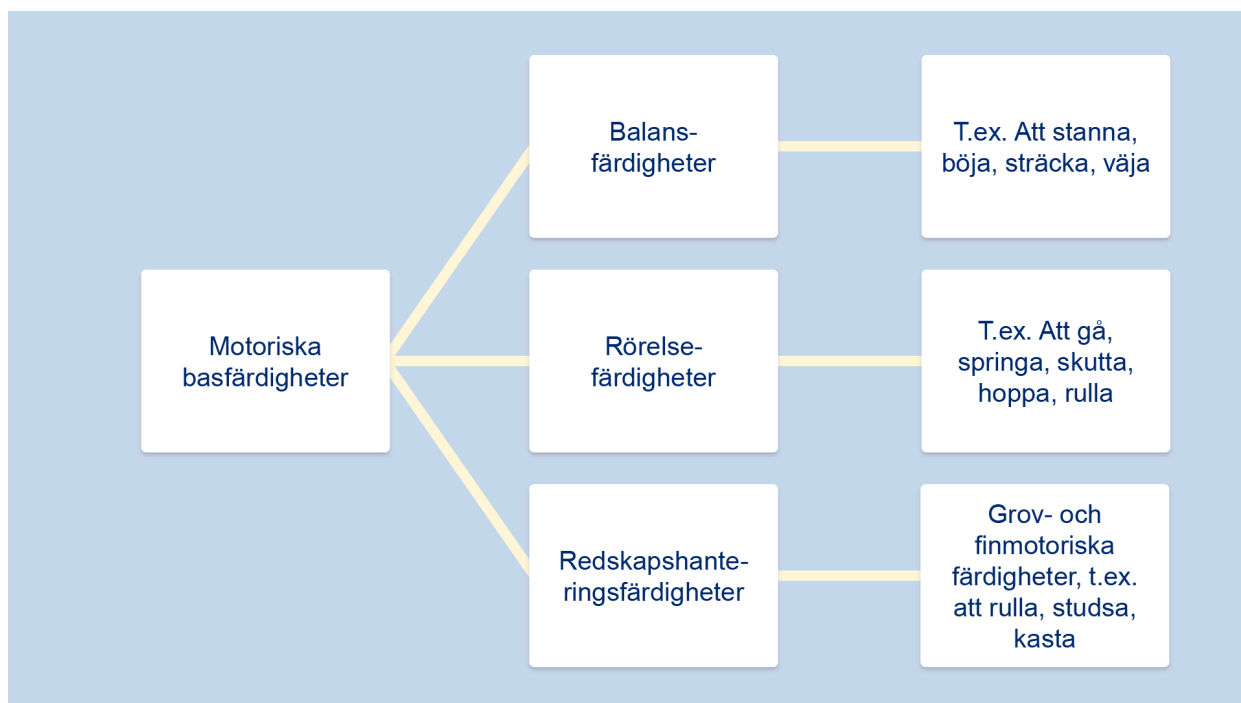 Motoriska
basfärdigheter
Balans-
färdigheter
T.ex. Att stanna,
böja, sträcka, väja
Rörelse-
färdigheter
T.ex. Att gå,
springa, skutta,
hoppa, rulla
Redskapshante-
ringsfärdigheter
Grov- och
finmotoriska
färdigheter, t.ex.
att rulla, studsa,
kasta